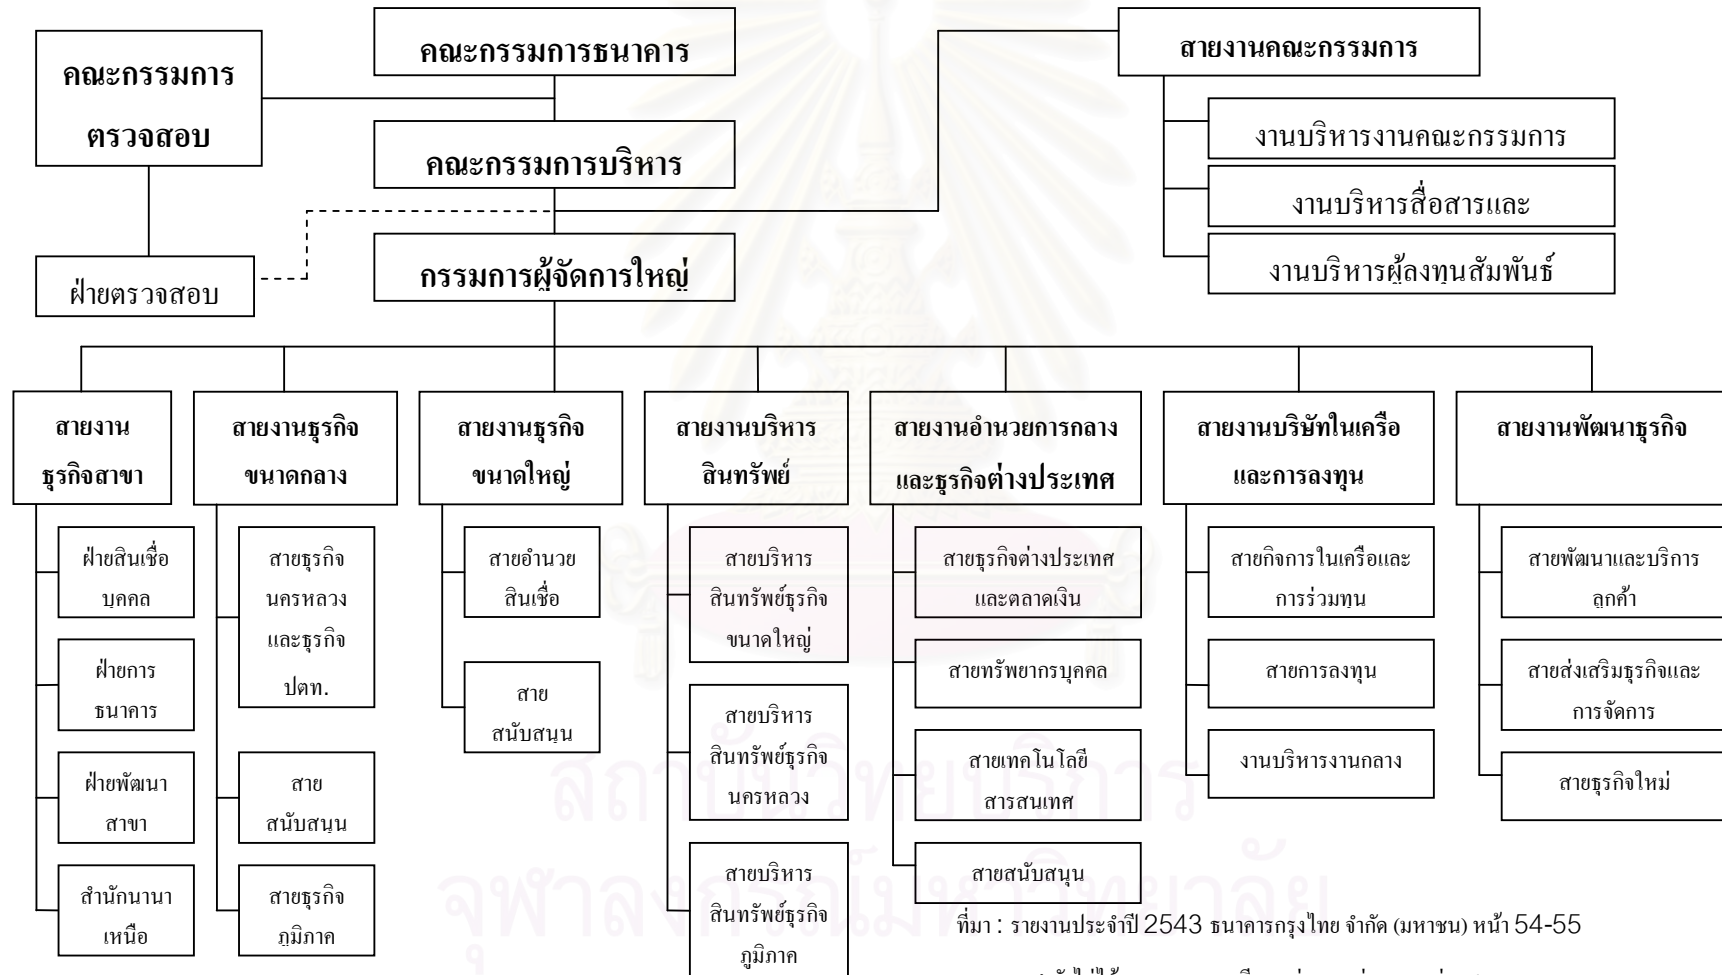 คณะกรรมการธนาคาร
สายงานคณะกรรมการ
คณะกรรมการ
ตรวจสอบ
คณะกรรมการบริหาร
งานบริหารงานคณะกรรมการ
งานบริหารสื่อสารและ
งานบริหารผู้ลงทุนสัมพันธ์
ฝ่ายตรวจสอบ
กรรมการผู้จัดการใหญ่
สายงาน
ธุรกิจสาขา
สายงานธุรกิจ
ขนาดกลาง
สายงานธุรกิจ
ขนาดใหญ่
สายงานบริหาร
สินทรัพย์
สายงานอำนวยการกลาง
และธุรกิจต่างประเทศ
สายงานบริษัทในเครือ
และการลงทุน
สายงานพัฒนาธุรกิจ
ฝ่ายสินเชื่อ
บุคคล
ฝ่ายการ
ธนาคาร
ฝ่ายพัฒนา
สาขา
สำนักนานา
เหนือ
สายธุรกิจ
นครหลวง
และธุรกิจ
ปตท.
สาย
สนับสนุน
สายธุรกิจ
ภูมิภาค
สายอำนวย
สินเชื่อ
สาย
สนับสนุน
สายบริหาร
สินทรัพย์ธุรกิจ
ขนาดใหญ่
สายบริหาร
สินทรัพย์ธุรกิจ
นครหลวง
สายบริหาร
สินทรัพย์ธุรกิจ
ภูมิภาค
สายธุรกิจต่างประเทศ
และตลาดเงิน
สายทรัพยากรบุคคล
สายเทคโนโลยี
สารสนเทศ
สายสนับสนุน
สายกิจการในเครือและ
การร่วมทุน
สายการลงทุน
งานบริหารงานกลาง
สายพัฒนาและบริการ
ลูกค้า
สายส่งเสริมธุรกิจและ
การจัดการ
สายธุรกิจใหม่
ที่มา : รายงานประจำปี 2543 ธนาคารกรุงไทย จำกัด (มหาชน) หน้า 54-55
สถาบันวิทยบริการ
จุฬาลงกรณ์มหาวิทยาลัย